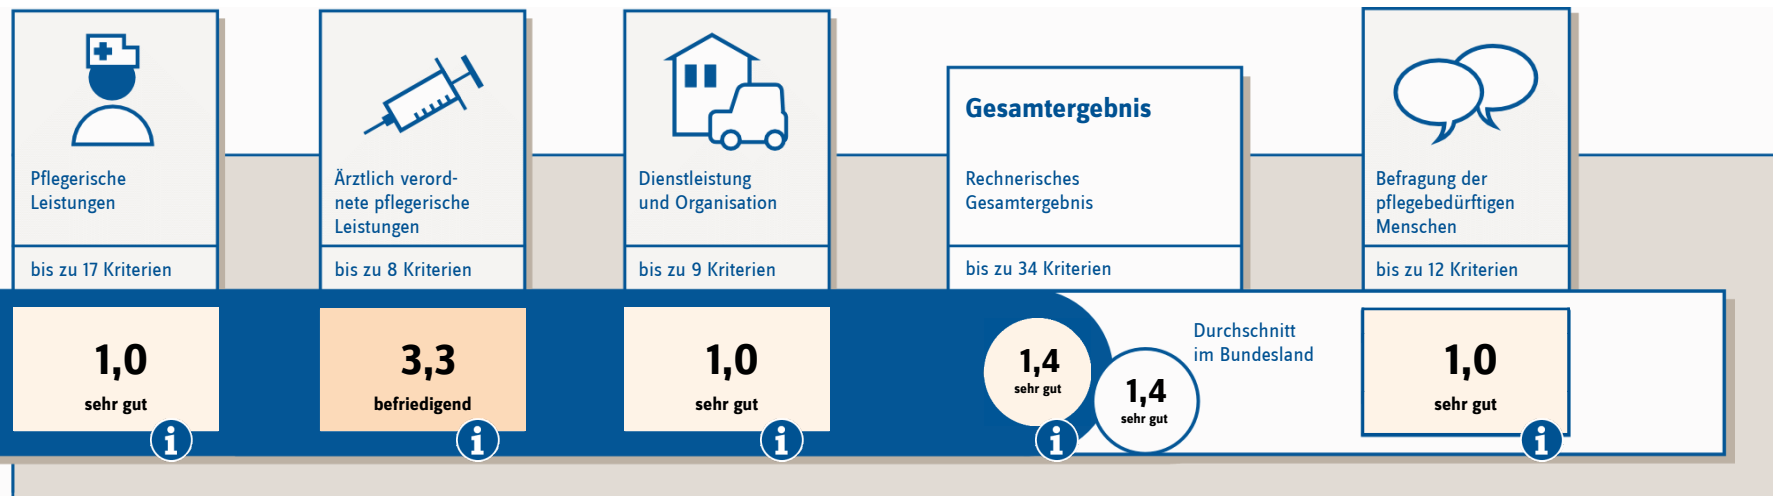 Pflegerische
Leistungen
bis zu 17 Kriterien
1,0
sehr gut
i
Ärztlich verord-
nete pflegerische
Leistungen
bis zu 8 Kriterien
3,3
befriedigend
i
Dienstleistung
und Organisation
bis zu 9 Kriterien
1,0
sehr gut
i
Gesamtergebnis
Rechnerisches
Gesamtergebnis
bis zu 34 Kriterien
1,4
sehr gut
i
Durchschnitt
im Bundesland
1,4
sehr gut
Befragung der
pflegebedürftigen
Menschen
bis zu 12 Kriterien
1,0
sehr gut
i